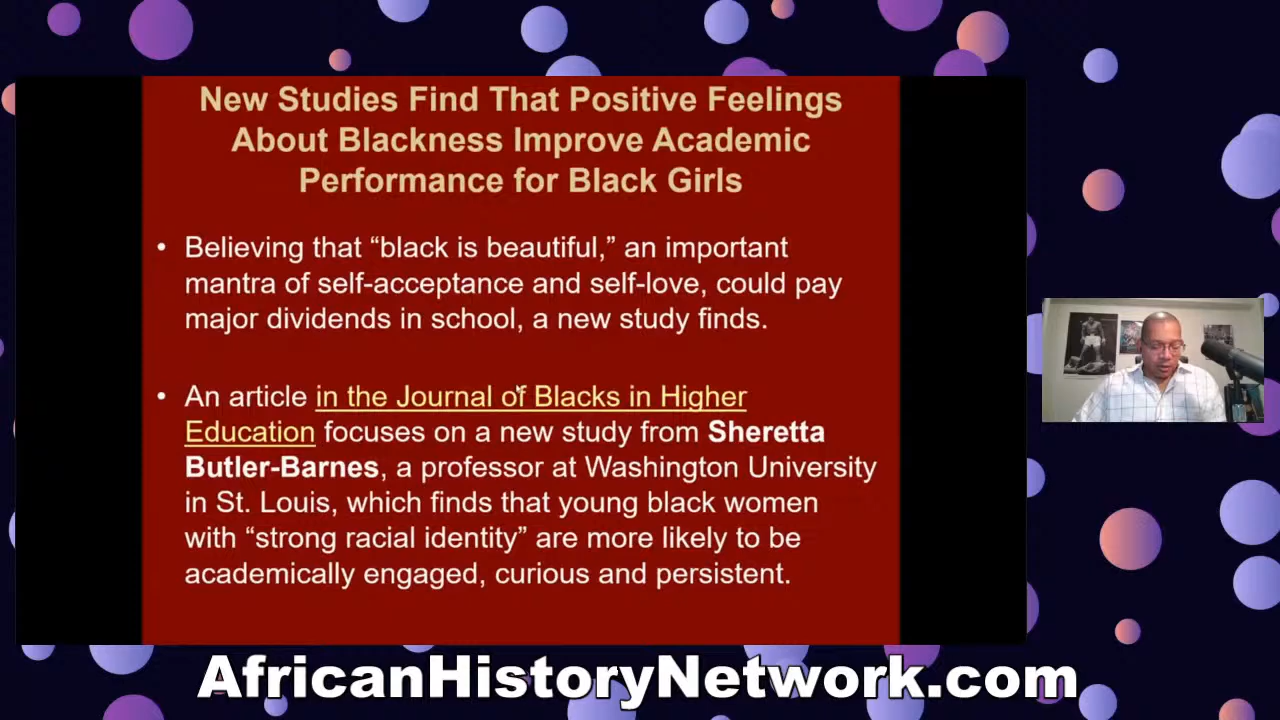 New Studies Find That Positive Feelings
About Blackness Improve Academic
Performance for Black Girls
• Believing that “black is beautiful,” an important
mantra of self-acceptance and self-love, could pay
major dividends in school, a new study finds.
• An article in the Journal of Blacks in Higher
Education focuses on a new study from Sheretta
Butler-Barnes, a professor at Washington University
in St. Louis, which finds that young black women
with “strong racial identity” are more likely to be
academically engaged, curious and persistent.
AfricanHistoryNetwork.com